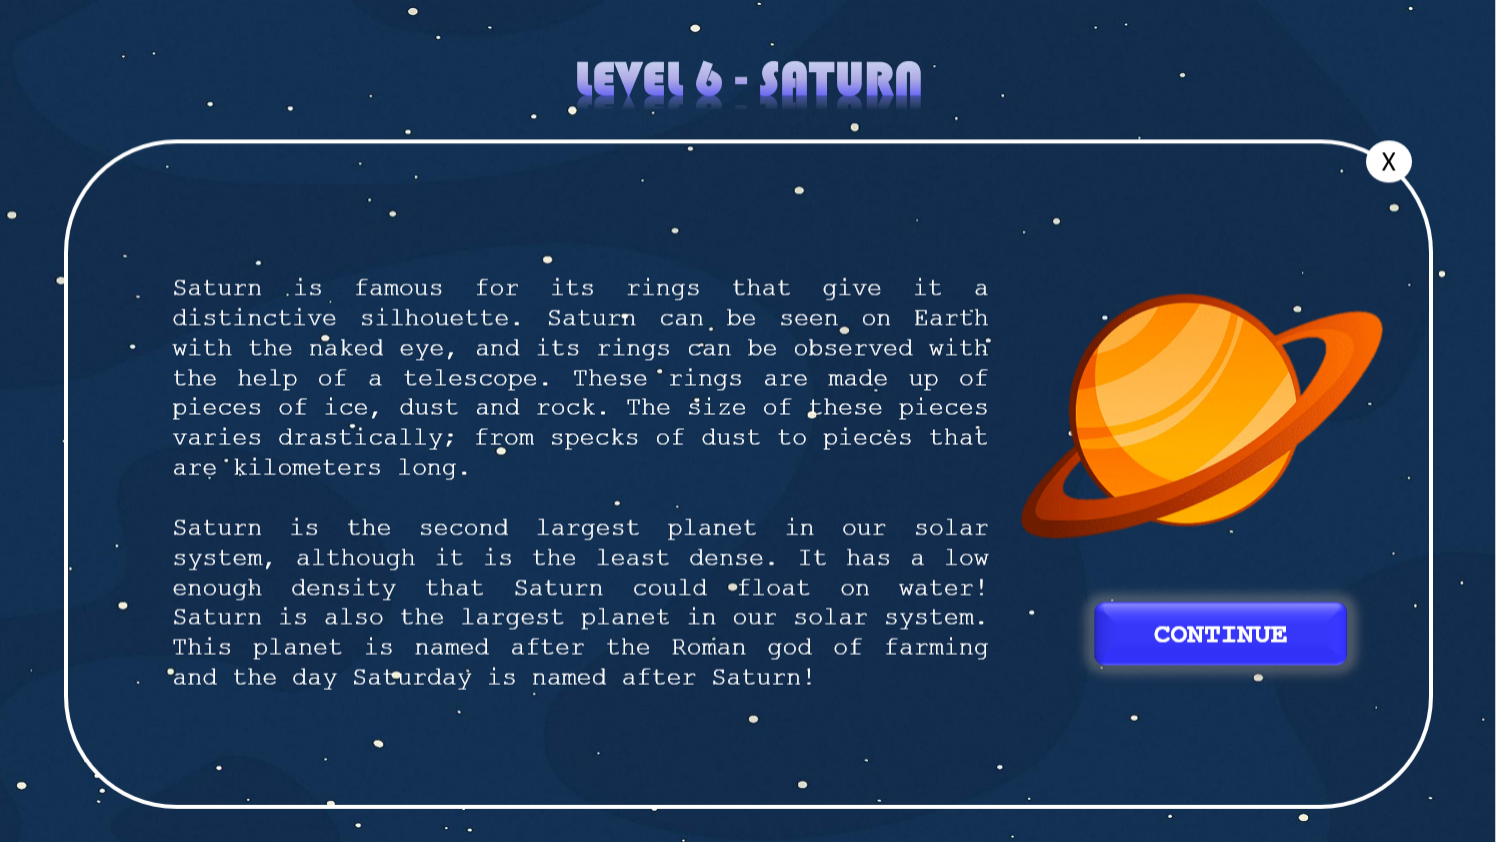 LEVEL 6 - SATURN
X
Saturn is famous for its rings that give it a
distinctive silhouette. Saturn can be seen on Earth
with the naked eye, and its rings can be observed with
the help of a telescope. These rings are made up of
pieces of ice, dust and rock. The size of these pieces
varies drastically; from specks of dust to pieces that
are kilometers long.
Saturn is the second largest planet in our solar
system, although it is the least dense. It has a low
enough density that Saturn could float on water!
Saturn is also the largest planet in our solar system.
This planet is named after the Roman god of farming
and the day Saturday is named after Saturn!
CONTINUE